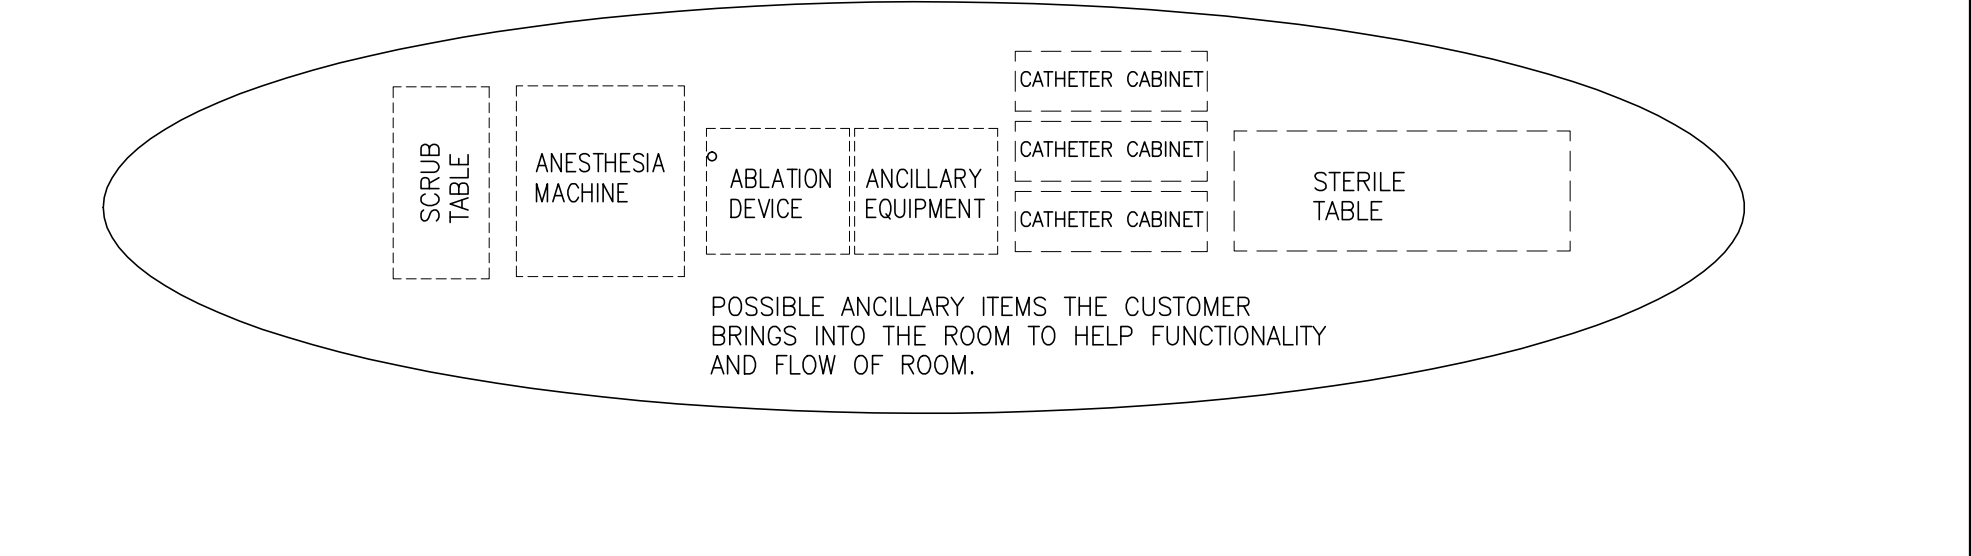 SCRUB
TABLE
ANESTHESIA
MACHINE
ABLATION
DEVICE
ANCILLARY
EQUIPMENT
CATHETER CABINET
CATHETER CABINET
CATHETER CABINET
STERILE
TABLE
POSSIBLE ANCILLARY ITEMS THE CUSTOMER
BRINGS INTO THE ROOM TO HELP FUNCTIONALITY
AND FLOW OF ROOM.